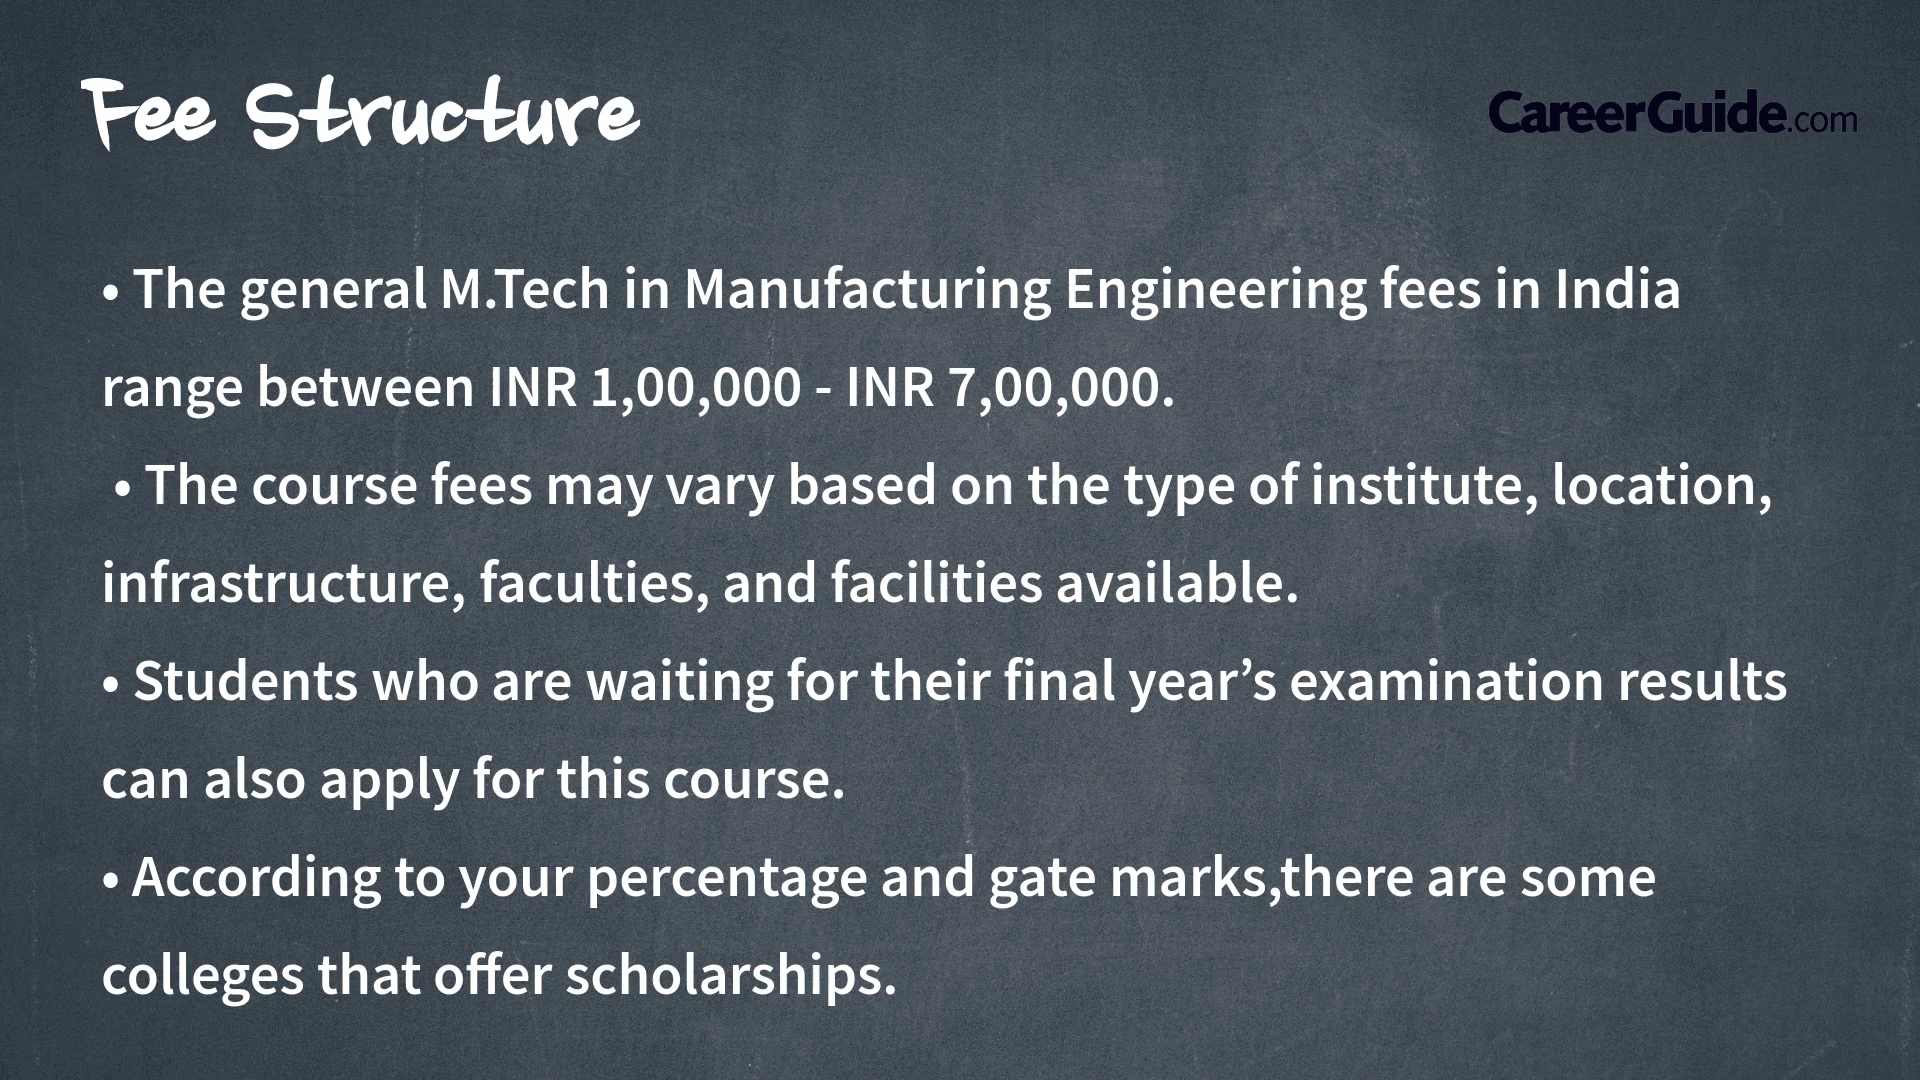 Fee Structure
CareerGuide.com
• The general M.Tech in Manufacturing Engineering fees in India
range between INR 1,00,000 - INR 7,00,000.
• The course fees may vary based on the type of institute, location,
infrastructure, faculties, and facilities available.
• Students who are waiting for their final year’s examination results
can also apply for this course.
• According to your percentage and gate marks,there are some
colleges that offer scholarships.